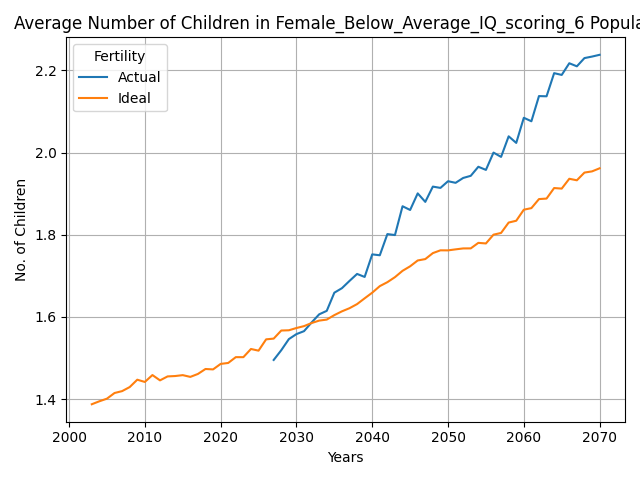 Average Number of Children in Female_Below_Average_IQ_scoring_6 Popula
Fertility
Actual
Ideal
2.2
2.0
1.8
1.6
1.4
No. of Children
2000 2010 2020 2030 2040 2050 2060 2070
Years